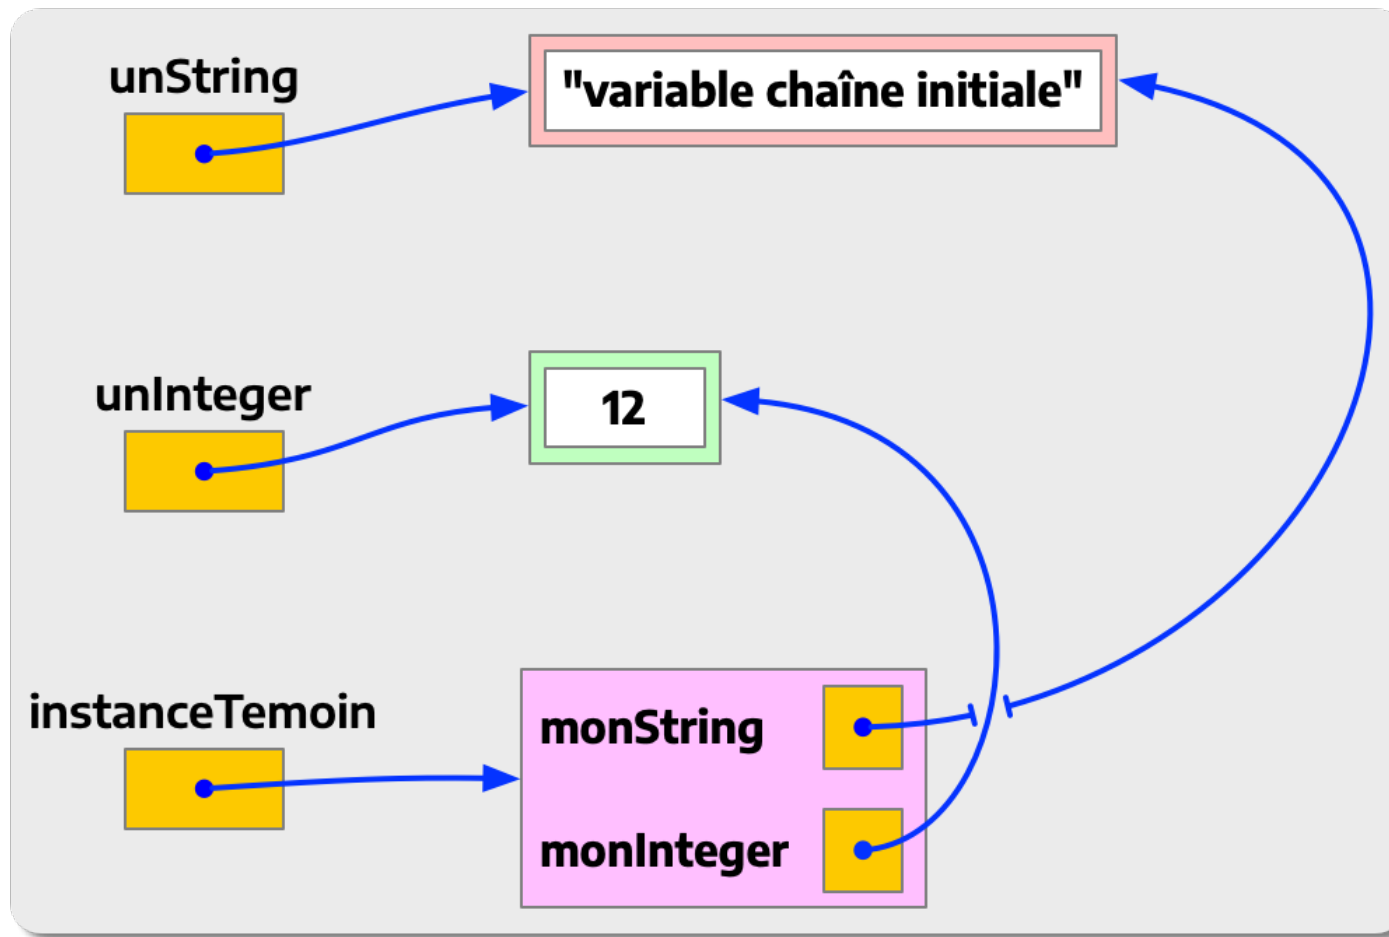 unString
"variable chaîne initiale"
unInteger
12
instanceTemoin
monString
monInteger